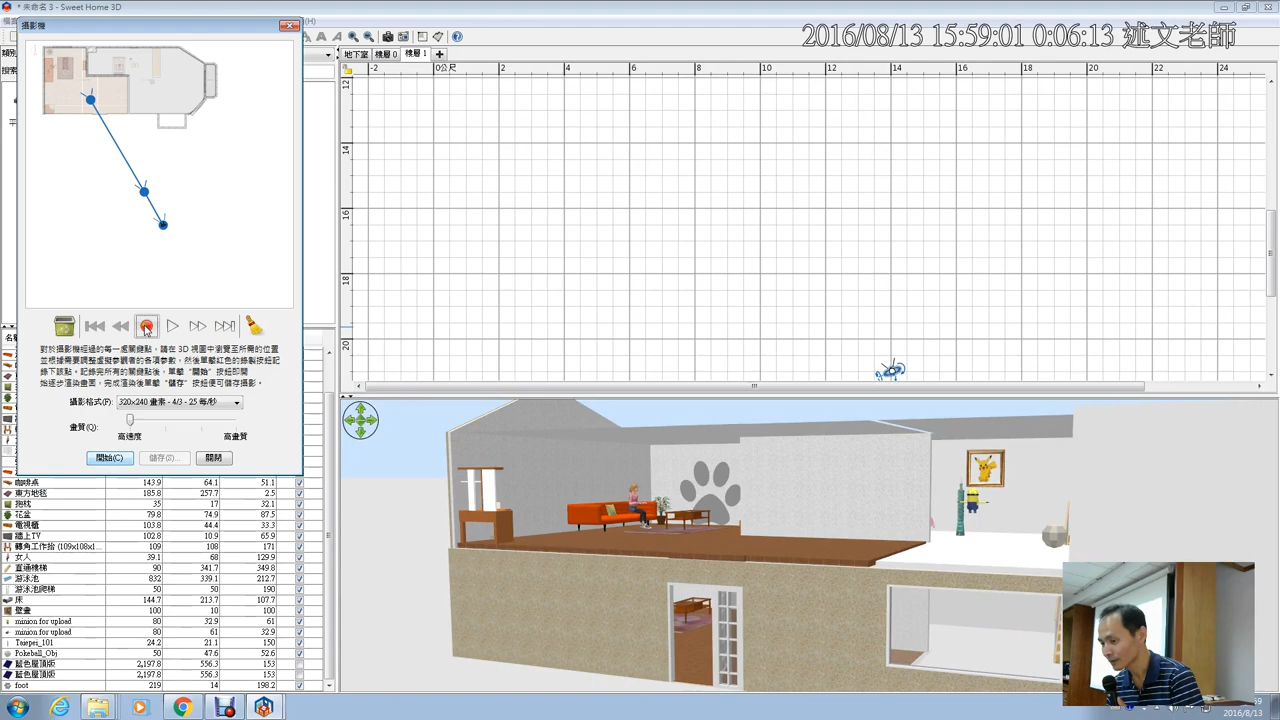 * 未命名 3 - Sweet Home 3D
2016/08/13 15:59:01 0:06:13 述文老師
攝影機
地下室 樓層 0 樓層 1
-2 0公尺 2 4 6 8 10 12 14 16 18 20 22 24
12
14
16
18
20
對於攝影機經過的每一處關鍵點，請在 3D 視圖中瀏覽至所需的位置
並根據需要調整虛擬參觀者的各項參數，然後單擊紅色的錄製按鈕記
錄下該點。記錄完所有的關鍵點後，單擊 "開始" 按鈕即開
始逐步渲染畫面，完成渲染後單擊 "儲存" 按鈕便可儲存攝影。
攝影格式(F): 320x240 畫素 - 4/3 - 25 每/秒
畫質(Q):
高速度 高畫質
開始(C) 儲存(S)... 關閉
咖啡桌 143.9 64.1 51.1
東方地毯 185.8 257.7 2.5
抱枕 35 17 32.1
花盆 79.8 74.9 87.5
電視櫃 103.8 44.4 33.3
牆上TV 102.8 10.9 65.9
轉角工作抬 (109x108x1... 109 108 171
女人 39.1 68 129.9
直通樓梯 90 341.7 349.8
游泳池 832 339.1 212.7
游泳池爬梯 50 50 190
床 144.7 213.7 107.7
壁畫 100 10 100
minion for upload 80 32.9 61
minion for upload 80 61 32.9
Taiepei_101 24.2 21.1 150
Pokeball_Obj 50 47.6 52.6
藍色屋頂版 2,197.8 556.3 153
藍色屋頂版 2,197.8 556.3 153
foot 219 14 198.2
2016/8/13